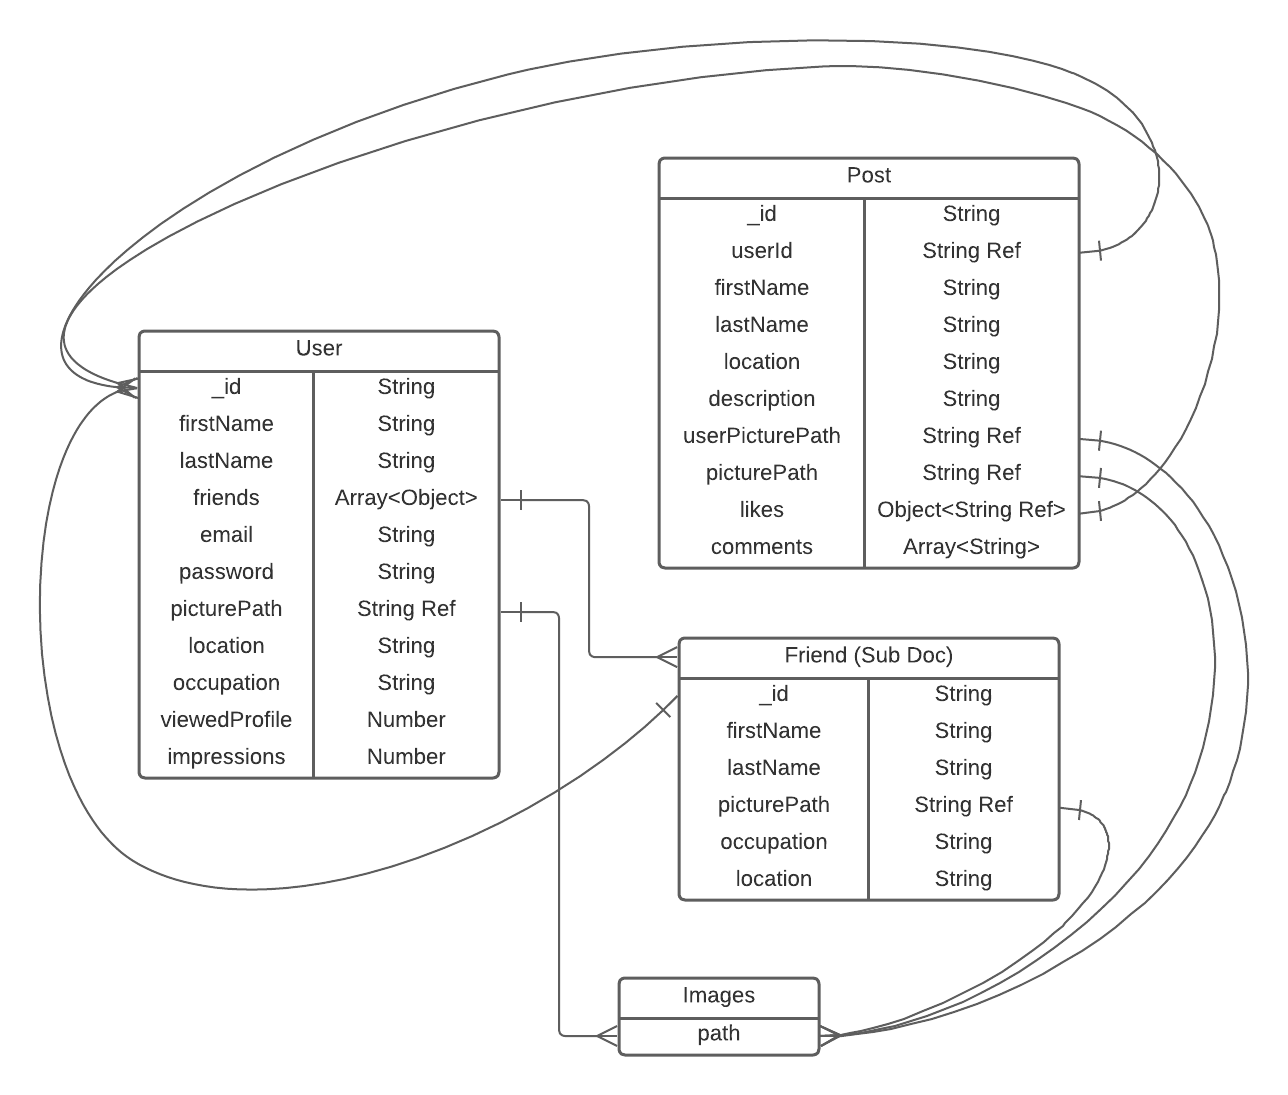 Post
_id String
userId String Ref
firstName String
lastName String
location String
description String
userPicturePath String Ref
picturePath String Ref
likes Object<String Ref>
comments Array<String>
User
_id String
firstName String
lastName String
friends Array<Object>
email String
password String
picturePath String Ref
location String
occupation String
viewedProfile Number
impressions Number
Friend (Sub Doc)
_id String
firstName String
lastName String
picturePath String Ref
occupation String
location String
Images
path